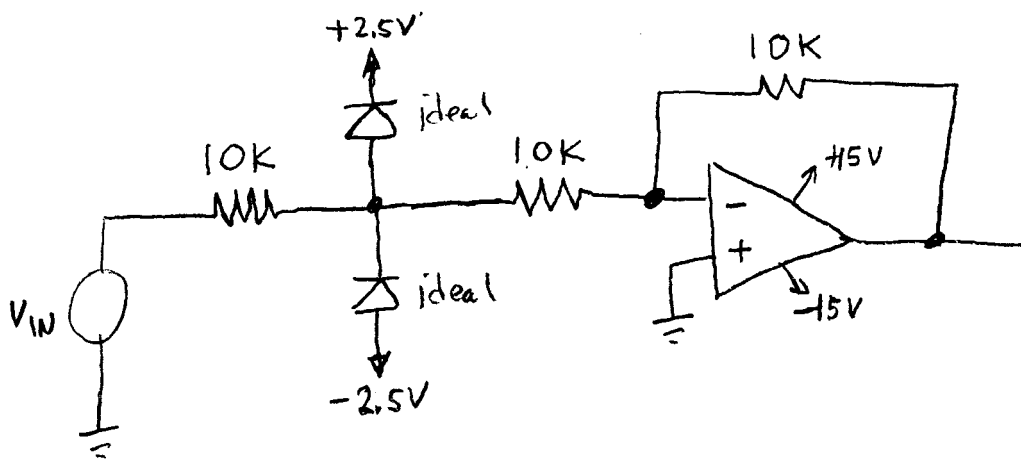 +2.5V
10K
ideal
10K
10K
+15V
-
+
ideal
VIN
-15V
-2.5V